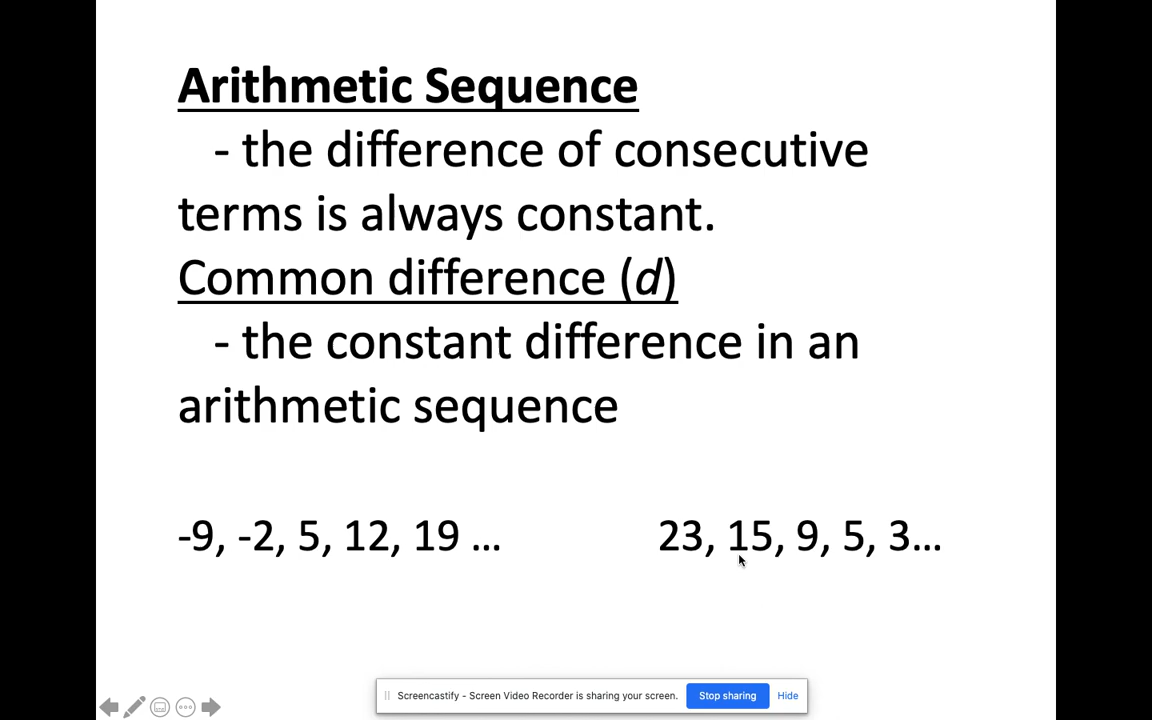 Arithmetic Sequence
- the difference of consecutive
terms is always constant.
Common difference (d)
- the constant difference in an
arithmetic sequence
-9, -2, 5, 12, 19 ... 23, 15, 9, 5, 3...
Screencastify - Screen Video Recorder is sharing your screen. Stop sharing Hide